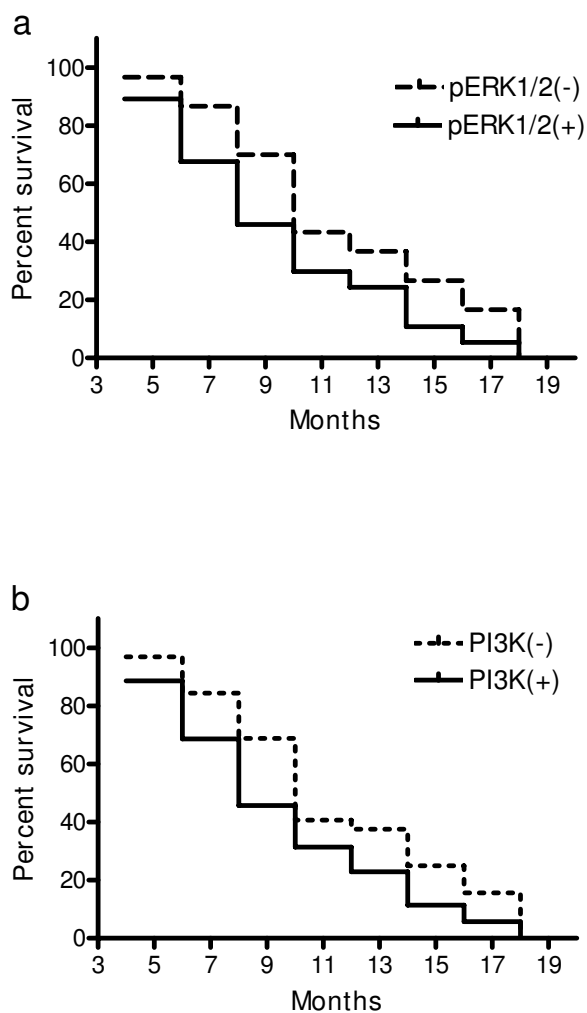 a
100
80
60
40
20
0
Percent survival
pERK1/2(-)
pERK1/2(+)
3 5 7 9 11 13 15 17 19
Months
b
100
80
60
40
20
0
Percent survival
PI3K(-)
PI3K(+)
3 5 7 9 11 13 15 17 19
Months